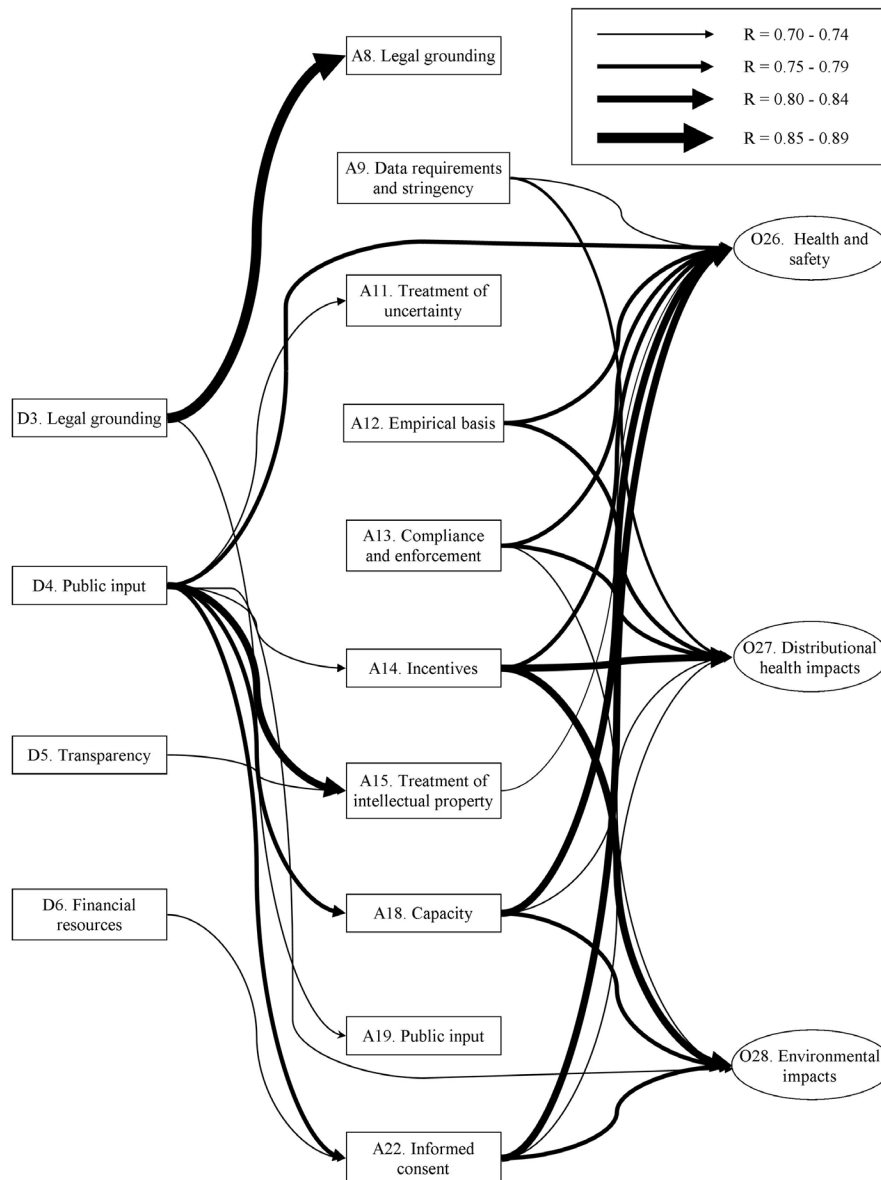 R = 0.70 - 0.74
R = 0.75 - 0.79
R = 0.80 - 0.84
R = 0.85 - 0.89
A8. Legal grounding
A9. Data requirements
and stringency
A11. Treatment of
uncertainty
A12. Empirical basis
A13. Compliance
and enforcement
A14. Incentives
A15. Treatment of
intellectual property
A18. Capacity
A19. Public input
A22. Informed
consent
D3. Legal grounding
D4. Public input
D5. Transparency
D6. Financial
resources
O26. Health and
safety
O27. Distributional
health impacts
O28. Environmental
impacts